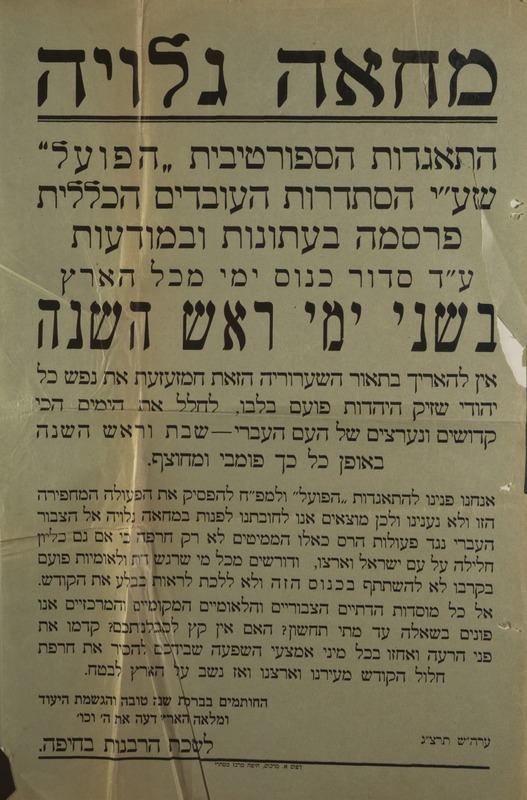 מחאה גלויה
התאגדות הספורטיבית „הפועל“
שע״י הסתדרות העובדים הכללית
פרסמה בעתונות ובמודעות
ע״ד סדור כנוס ימי מכל הארץ
בשני ימי ראש השנה
אין להאריך בתאור השערוריה הזאת המזעזעת את נפש כל
יהודי שזיק היהדות פועם בלבו, לחלל את הימים הכי
קדושים ונערצים של העם העברי—שבת וראש השנה
באופן כל כך פומבי ומחוצף.
אנחנו פנינו להתאגדות „הפועל“ ולמפ״ח להפסיק את הפעולה המחפירה
הזו ולא נענינו ולכן מוצאים אנו לחובתנו לפנות במחאה גלויה אל הצבור
העברי נגד פעולות הרס כאלו הממיטים לא רק חרפה כי אם גם כליון
חלילה על עם ישראל וארצו, ודורשים מכל מי שרגש דת ולאומיות פועם
בקרבו לא להשתתף בכנוס הזה ולא ללכת לראות בבלע את הקודש.
אל כל מוסדות הדתיים הצבוריים והלאומיים המקומיים והמרכזיים אנו
פונים בשאלה עד מתי תחשון? האם אין קץ לסבלנותכם? קדמו את
פני הרעה ואחזו בכל מיני אמצעי השפעה שבידכם להסיר את חרפת
חלול הקודש מעירנו וארצנו ואז נשב על הארץ לבטח.
החותמים בברכת שנה טובה והגשמת היעוד
ומלאה הארץ דעה את ה׳ וכו׳
ערה״ש תרצ״ג
לשכת הרבנות בחיפה.
דפוס א. חיפה מרכז מסחרי